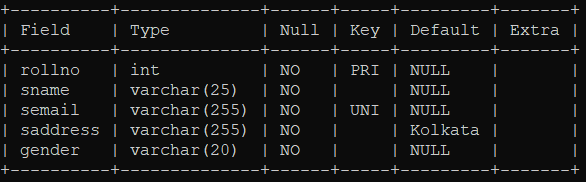 +----------+--------------+------+-----+---------+-------+
| Field    | Type         | Null | Key | Default | Extra |
+----------+--------------+------+-----+---------+-------+
| rollno   | int          | NO   | PRI | NULL    |       |
| sname    | varchar(25)  | NO   |     | NULL    |       |
| semail   | varchar(255) | NO   | UNI | NULL    |       |
| saddress | varchar(255) | NO   |     | Kolkata |       |
| gender   | varchar(20)  | NO   |     | NULL    |       |
+----------+--------------+------+-----+---------+-------+